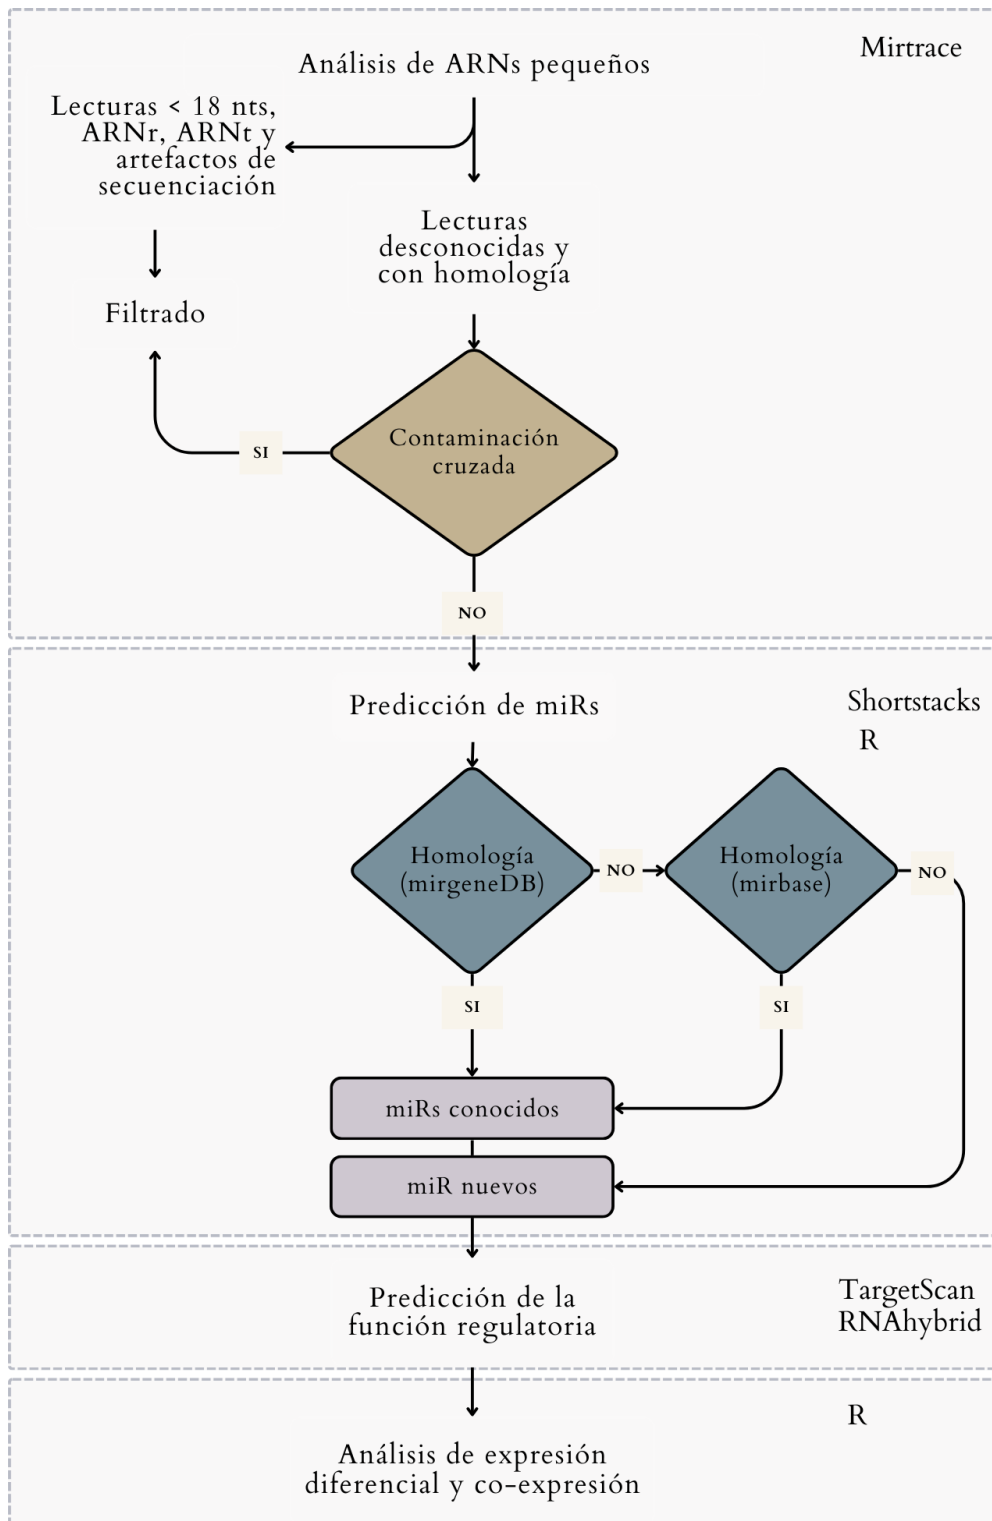 Mirtrace
Análisis de ARNs pequeños
Lecturas < 18 nts,
ARNr, ARNt y
artefactos de
secuenciación
Lecturas
desconocidas y
con homología
Filtrado
Contaminación
cruzada
SI
NO
Predicción de miRs
Shortstacks
R
Homología
(mirgeneDB)
NO
Homología
(mirbase)
NO
SI
SI
miRs conocidos
miR nuevos
Predicción de la
función regulatoria
TargetScan
RNAhybrid
R
Análisis de expresión
diferencial y co-expresión